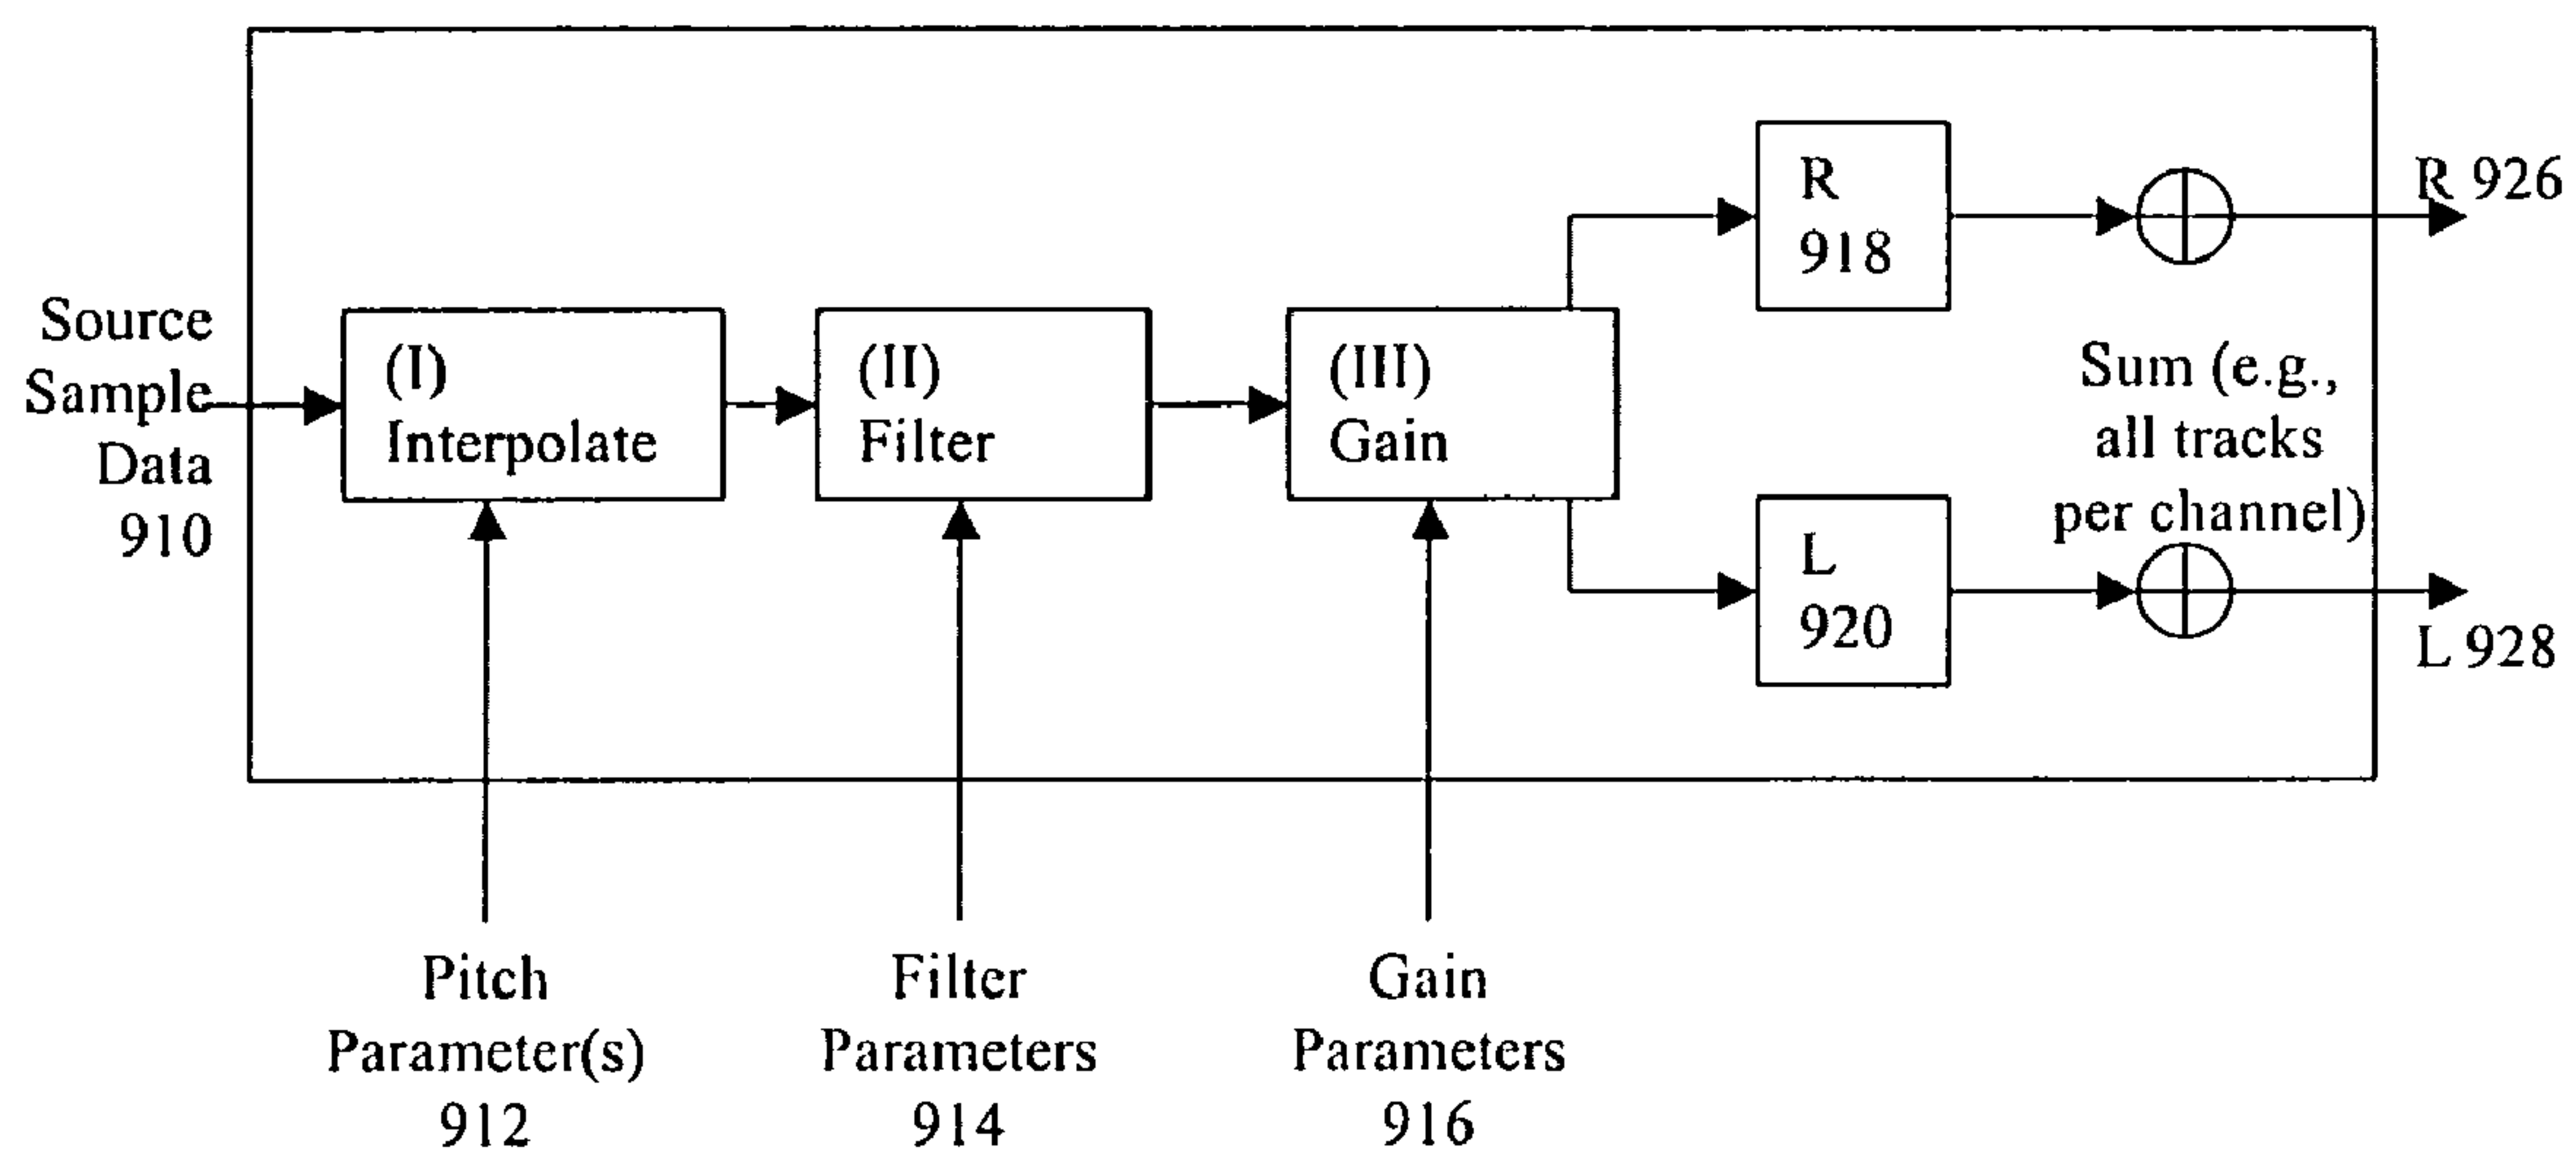 Source
Sample
Data
910
(I)
Interpolate
(II)
Filter
(III)
Gain
R
918
L
920
Sum (e.g.,
all tracks
per channel)
R 926
L 928
Pitch
Parameter(s)
912
Filter
Parameters
914
Gain
Parameters
916